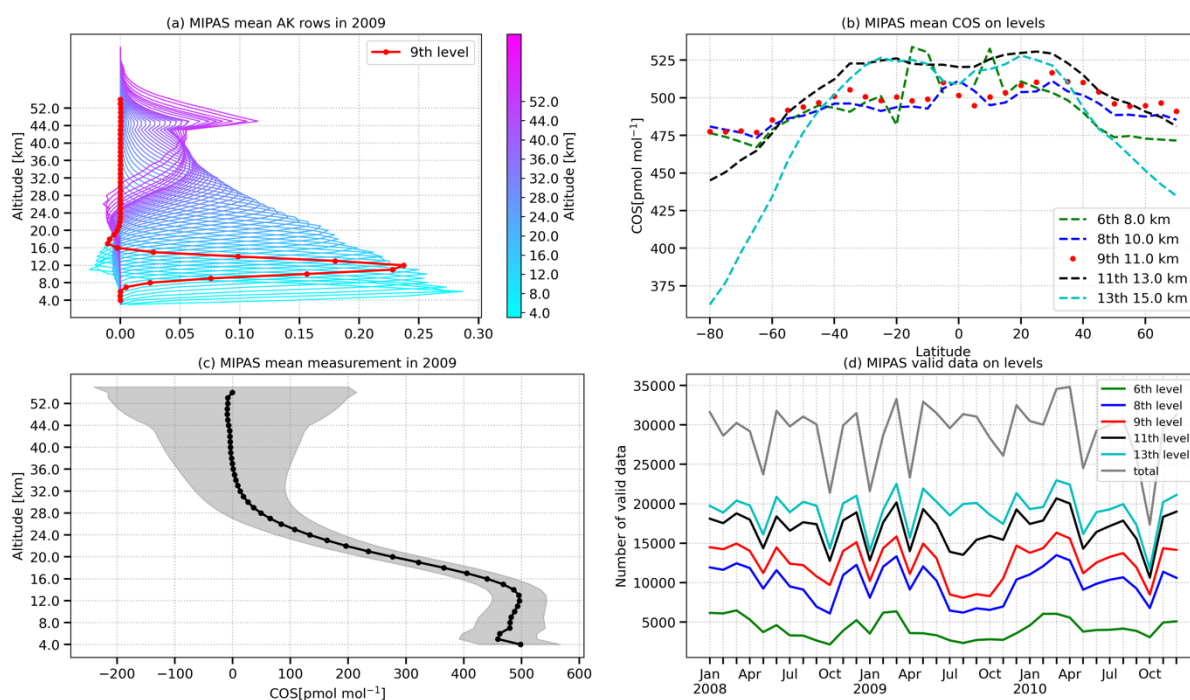 (a) MIPAS mean AK rows in 2009
9th level
Altitude [km]
52.0
44.0
40.0
36.0
32.0
28.0
24.0
20.0
16.0
12.0
8.0
4.0
0.00 0.05 0.10 0.15 0.20 0.25 0.30
52.0
44.0
40.0
36.0
32.0
28.0
24.0
20.0
16.0
12.0
8.0
4.0
Altitude [km]
(b) MIPAS mean COS on levels
COS[pmol mol⁻¹]
525
500
475
450
425
400
375
6th 8.0 km
8th 10.0 km
9th 11.0 km
11th 13.0 km
13th 15.0 km
−80 −60 −40 −20 0 20 40 60
Latitude
(c) MIPAS mean measurement in 2009
Altitude [km]
52.0
44.0
40.0
36.0
32.0
28.0
24.0
20.0
16.0
12.0
8.0
4.0
−200 −100 0 100 200 300 400 500 600
COS[pmol mol⁻¹]
(d) MIPAS valid data on levels
Number of valid data
35000
30000
25000
20000
15000
10000
5000
6th level
8th level
9th level
11th level
13th level
total
Jan Apr Jul Oct Jan Apr Jul Oct Jan Apr Jul Oct
2008 2009 2010